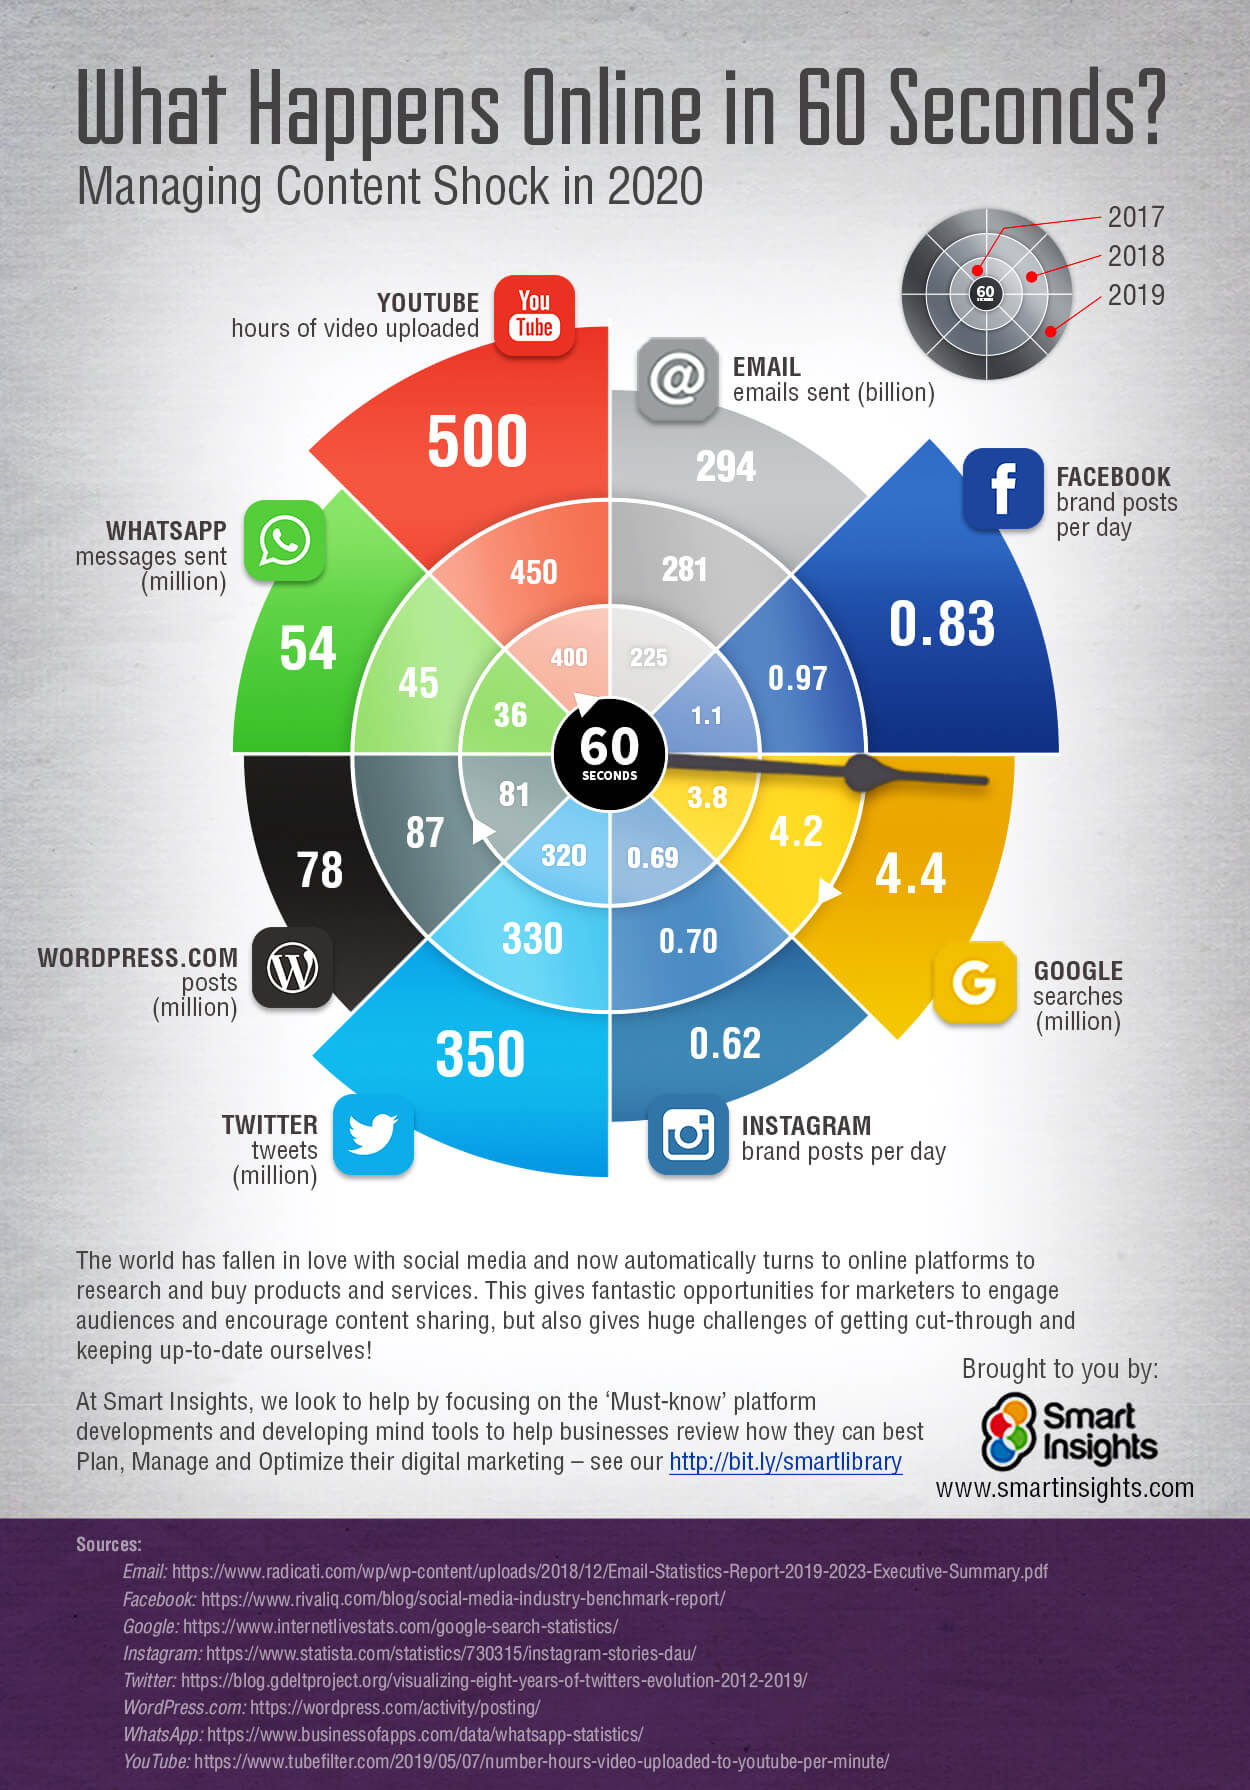 What Happens Online in 60 Seconds?
Managing Content Shock in 2020
2017
2018
2019
60
YOUTUBE
hours of video uploaded
You
Tube
500
450
400
@
EMAIL
emails sent (billion)
294
281
225
f
FACEBOOK
brand posts
per day
0.83
0.97
1.1
GOOGLE
searches
(million)
G
4.4
4.2
3.8
INSTAGRAM
brand posts per day
0.62
0.70
0.69
TWITTER
tweets
(million)
350
330
320
WORDPRESS.COM
posts
(million)
W
78
87
81
WHATSAPP
messages sent
(million)
54
45
36
60
SECONDS
The world has fallen in love with social media and now automatically turns to online platforms to
research and buy products and services. This gives fantastic opportunities for marketers to engage
audiences and encourage content sharing, but also gives huge challenges of getting cut-through and
keeping up-to-date ourselves!
At Smart Insights, we look to help by focusing on the ‘Must-know’ platform
developments and developing mind tools to help businesses review how they can best
Plan, Manage and Optimize their digital marketing – see our http://bit.ly/smartlibrary
Brought to you by:
Smart
Insights
www.smartinsights.com
Sources:
Email: https://www.radicati.com/wp/wp-content/uploads/2018/12/Email-Statistics-Report-2019-2023-Executive-Summary.pdf
Facebook: https://www.rivaliq.com/blog/social-media-industry-benchmark-report/
Google: https://www.internetlivestats.com/google-search-statistics/
Instagram: https://www.statista.com/statistics/730315/instagram-stories-dau/
Twitter: https://blog.gdeltproject.org/visualizing-eight-years-of-twitters-evolution-2012-2019/
WordPress.com: https://wordpress.com/activity/posting/
WhatsApp: https://www.businessofapps.com/data/whatsapp-statistics/
YouTube: https://www.tubefilter.com/2019/05/07/number-hours-video-uploaded-to-youtube-per-minute/